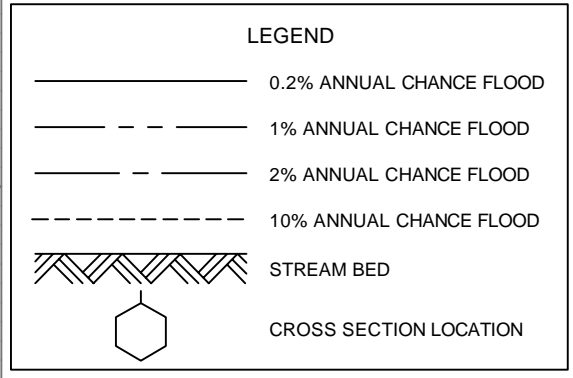 LEGEND
0.2% ANNUAL CHANCE FLOOD
1% ANNUAL CHANCE FLOOD
2% ANNUAL CHANCE FLOOD
10% ANNUAL CHANCE FLOOD
STREAM BED
CROSS SECTION LOCATION